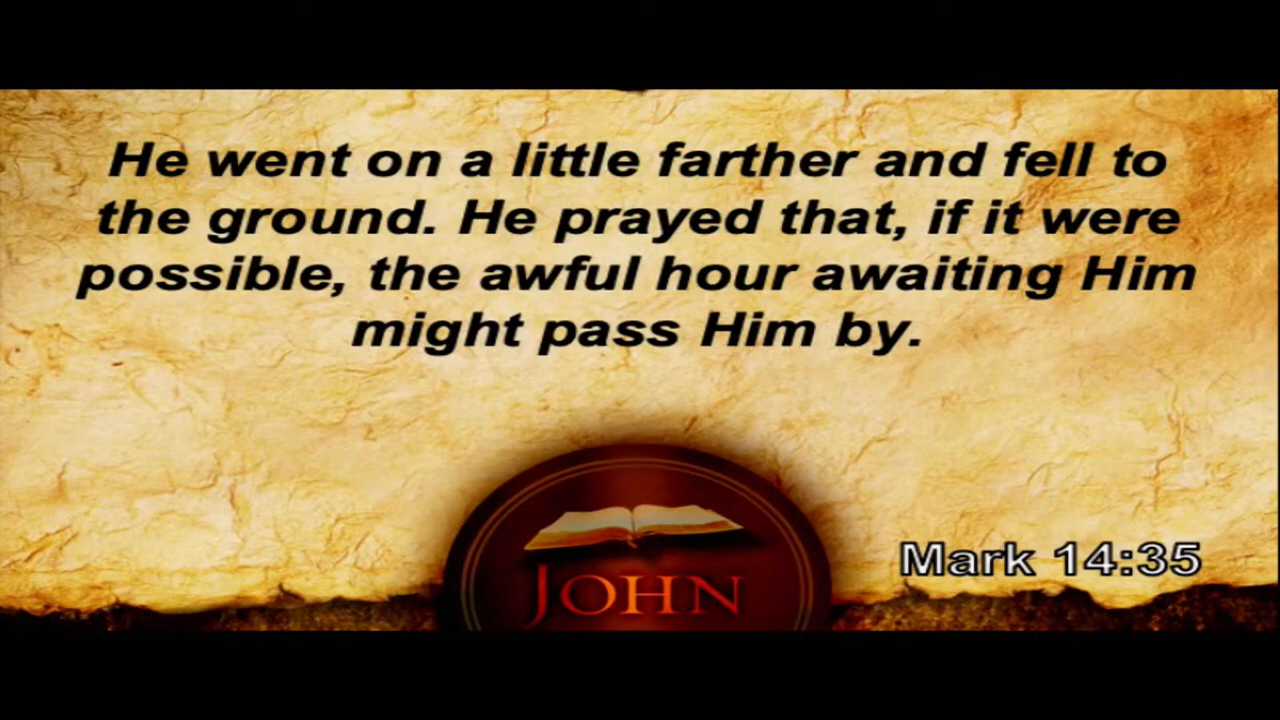 He went on a little farther and fell to
the ground. He prayed that, if it were
possible, the awful hour awaiting Him
might pass Him by.
Mark 14:35
JOHN